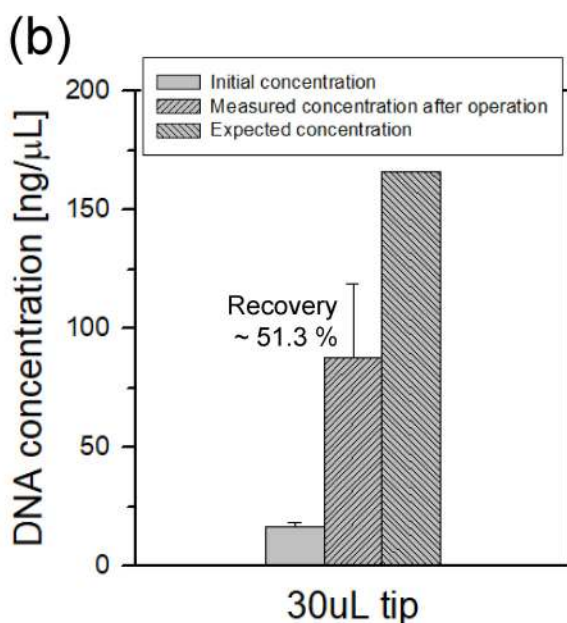 (b)
DNA concentration [ng/μL]
200
150
100
50
0
Initial concentration
Measured concentration after operation
Expected concentration
Recovery
~ 51.3 %
30uL tip